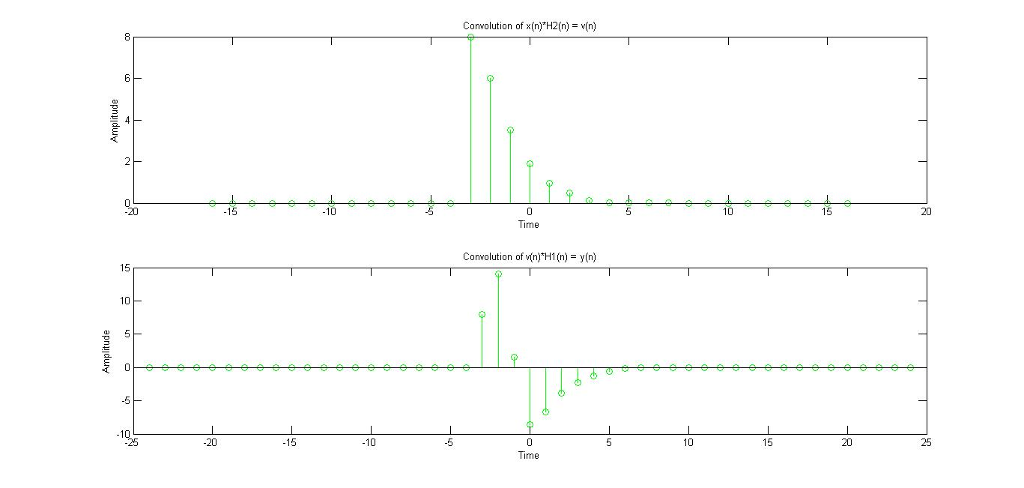 Convolution of x(n)*H2(n) = v(n)
8
6
4
2
0
Amplitude
-20 -15 -10 -5 0 5 10 15 20
Time
Convolution of v(n)*H1(n) = y(n)
15
10
5
0
-5
-10
Amplitude
-25 -20 -15 -10 -5 0 5 10 15 20 25
Time